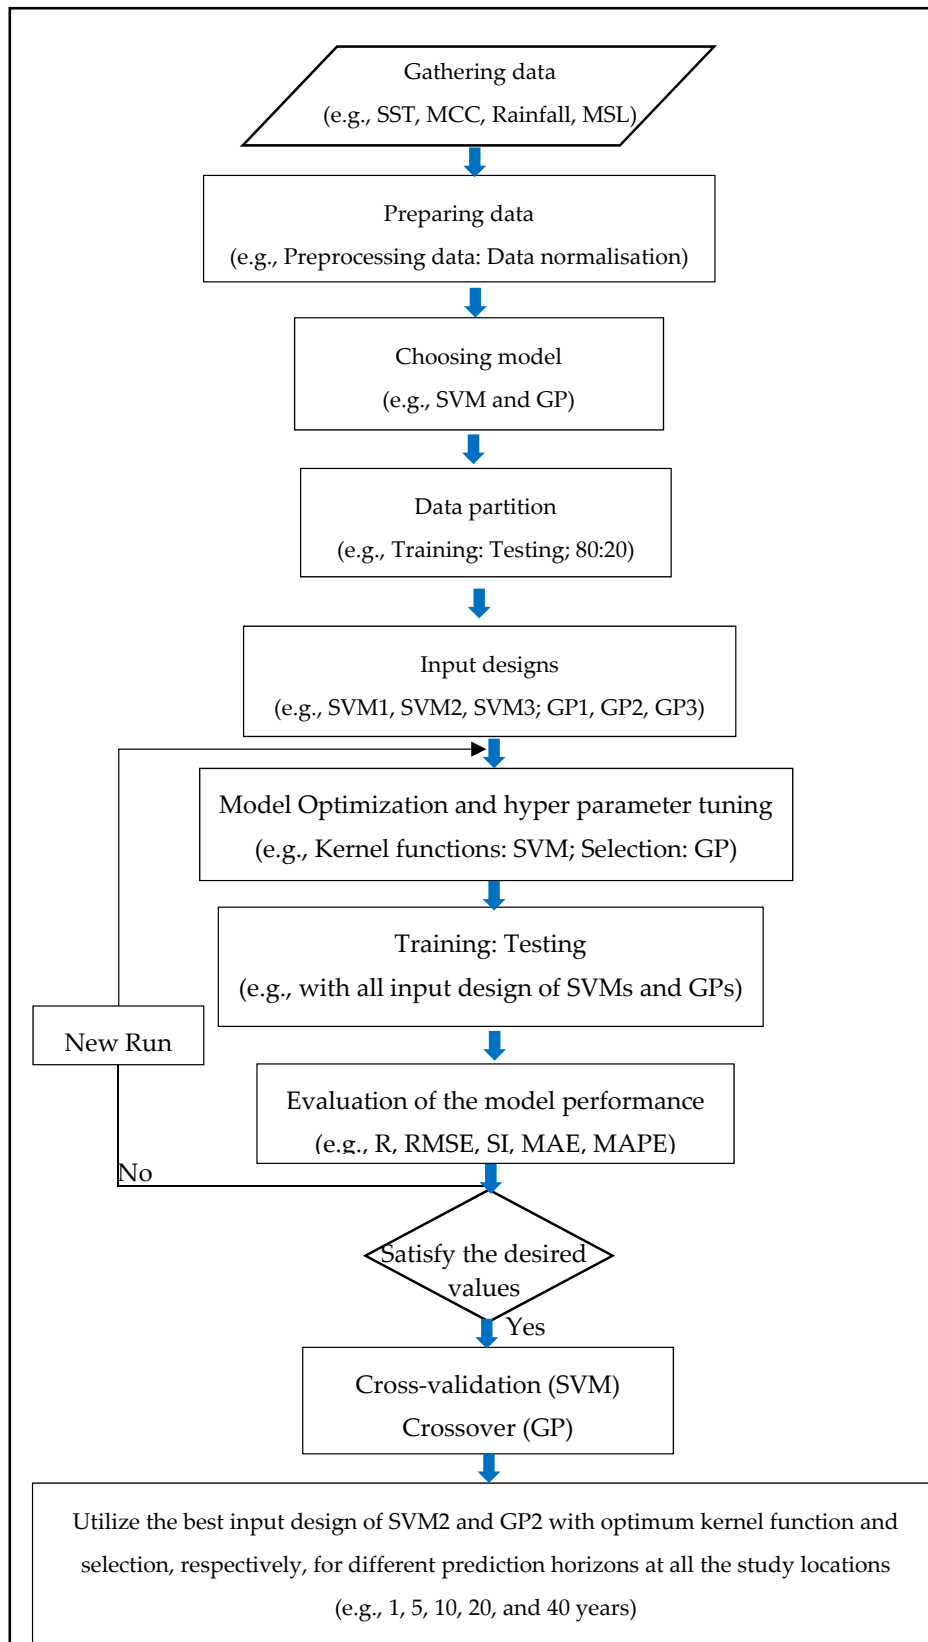 Gathering data
(e.g., SST, MCC, Rainfall, MSL)
Preparing data
(e.g., Preprocessing data: Data normalisation)
Choosing model
(e.g., SVM and GP)
Data partition
(e.g., Training: Testing; 80:20)
Input designs
(e.g., SVM1, SVM2, SVM3; GP1, GP2, GP3)
Model Optimization and hyper parameter tuning
(e.g., Kernel functions: SVM; Selection: GP)
Training: Testing
(e.g., with all input design of SVMs and GPs)
New Run
Evaluation of the model performance
(e.g., R, RMSE, SI, MAE, MAPE)
No
Satisfy the desired
values
Yes
Cross-validation (SVM)
Crossover (GP)
Utilize the best input design of SVM2 and GP2 with optimum kernel function and
selection, respectively, for different prediction horizons at all the study locations
(e.g., 1, 5, 10, 20, and 40 years)